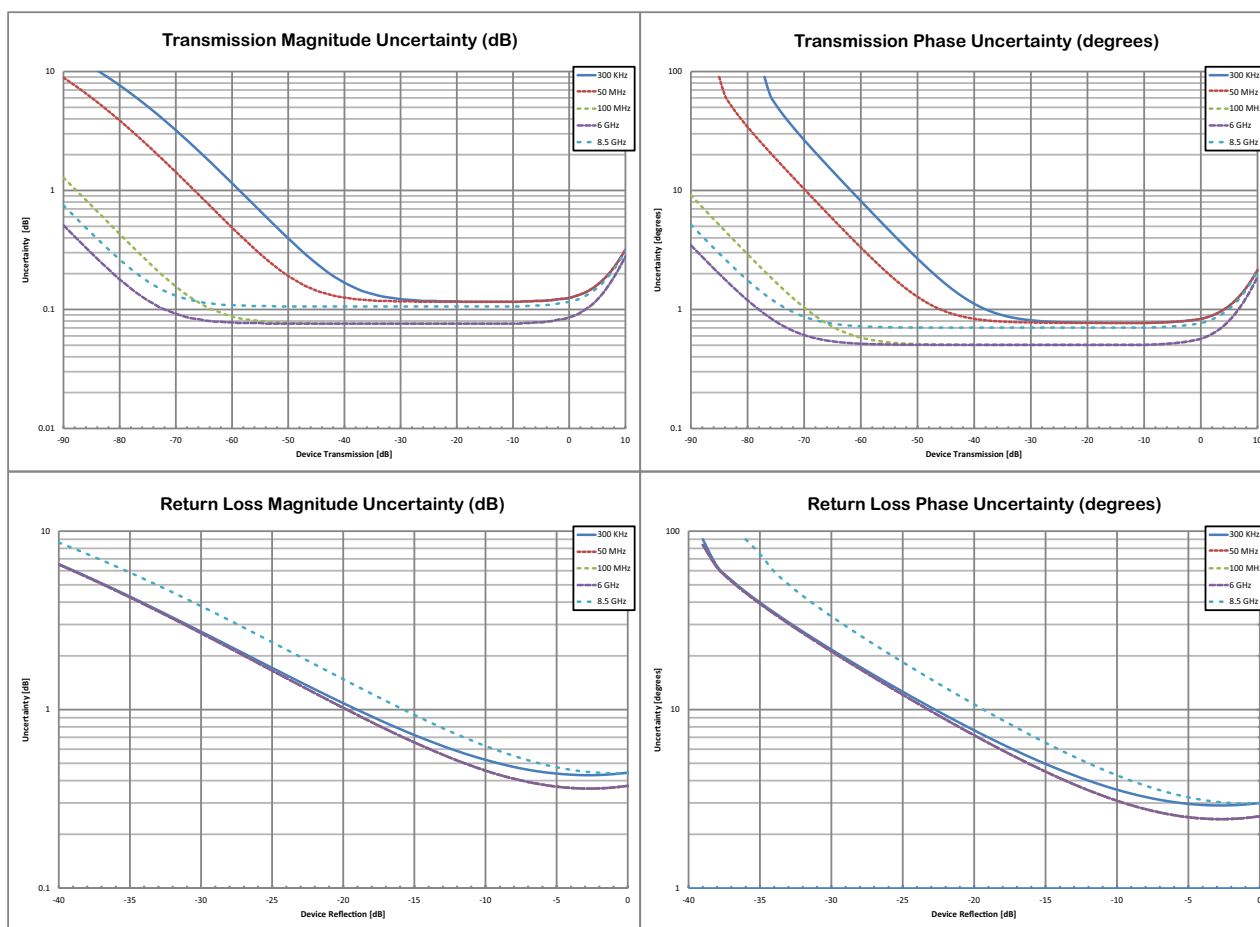 Transmission Magnitude Uncertainty (dB)
10
1
0.1
0.01
Uncertainty [dB]
-90 -80 -70 -60 -50 -40 -30 -20 -10 0 10
Device Transmission [dB]
300 KHz
50 MHz
100 MHz
6 GHz
8.5 GHz
Transmission Phase Uncertainty (degrees)
100
10
1
0.1
Uncertainty [degrees]
-90 -80 -70 -60 -50 -40 -30 -20 -10 0 10
Device Transmission [dB]
300 KHz
50 MHz
100 MHz
6 GHz
8.5 GHz
Return Loss Magnitude Uncertainty (dB)
10
1
0.1
Uncertainty [dB]
-40 -35 -30 -25 -20 -15 -10 -5 0
Device Reflection [dB]
300 KHz
50 MHz
100 MHz
6 GHz
8.5 GHz
Return Loss Phase Uncertainty (degrees)
100
10
1
Uncertainty [degrees]
-40 -35 -30 -25 -20 -15 -10 -5 0
Device Reflection [dB]
300 KHz
50 MHz
100 MHz
6 GHz
8.5 GHz